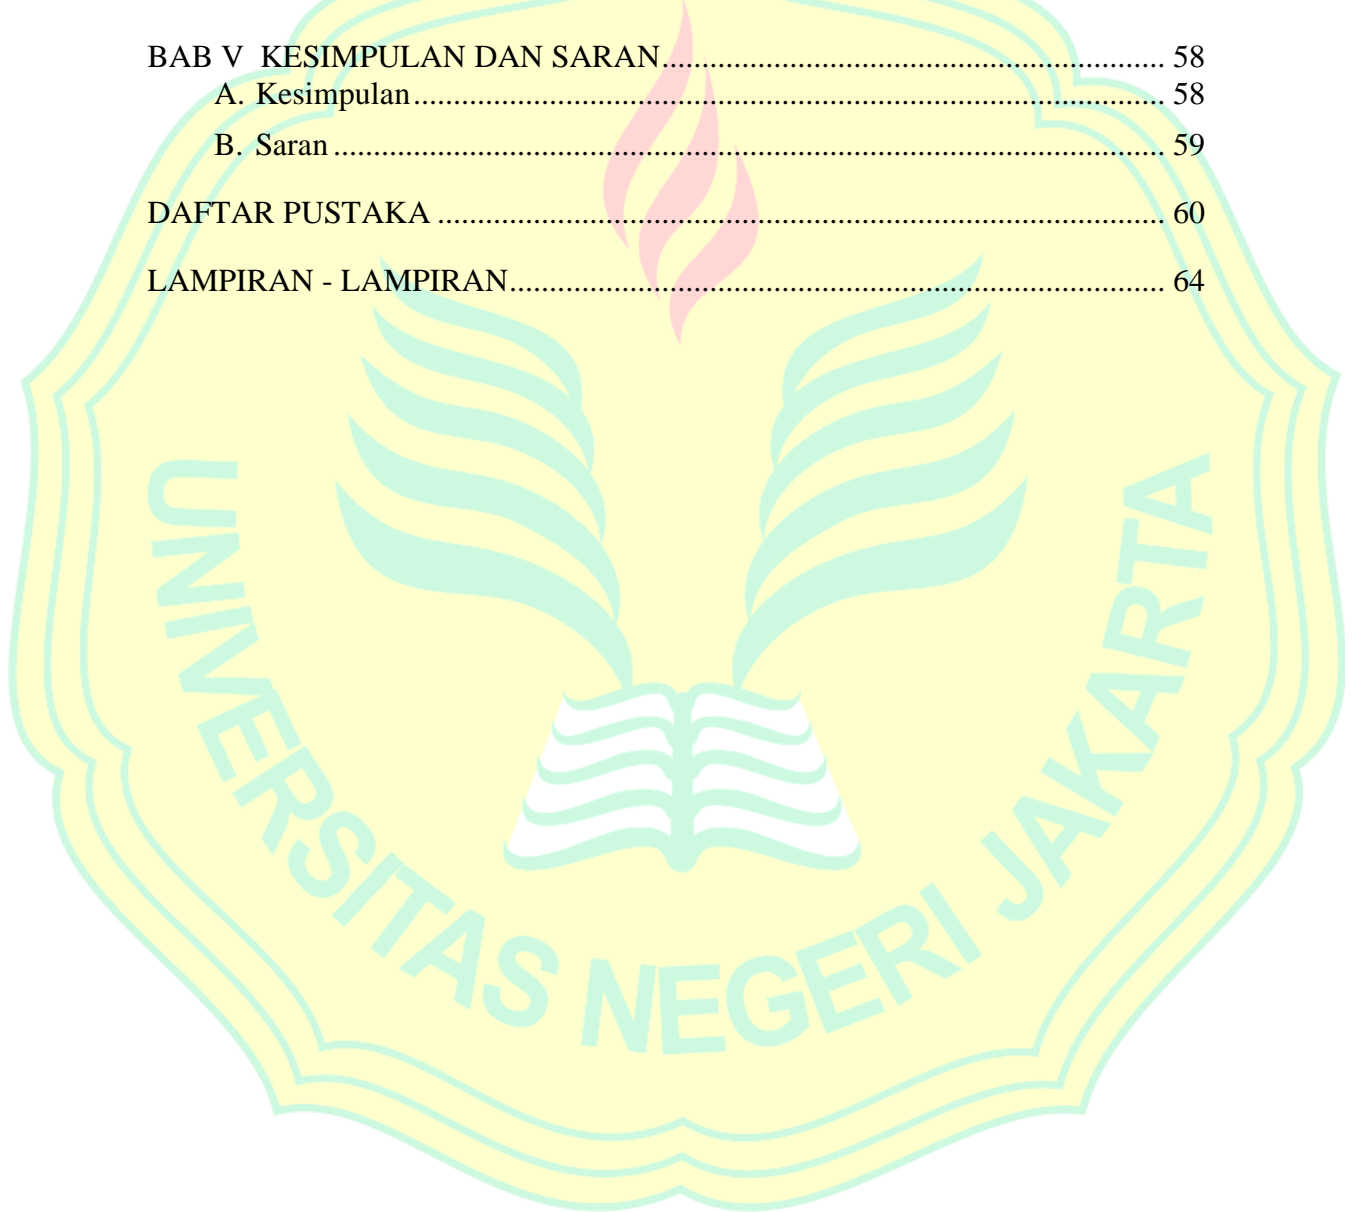 BAB V  KESIMPULAN DAN SARAN............................................................... 58
A. Kesimpulan.............................................................................................. 58
B. Saran ........................................................................................................ 59
DAFTAR PUSTAKA ........................................................................................... 60
LAMPIRAN - LAMPIRAN.................................................................................. 64
UNIVERSITAS NEGERI JAKARTA